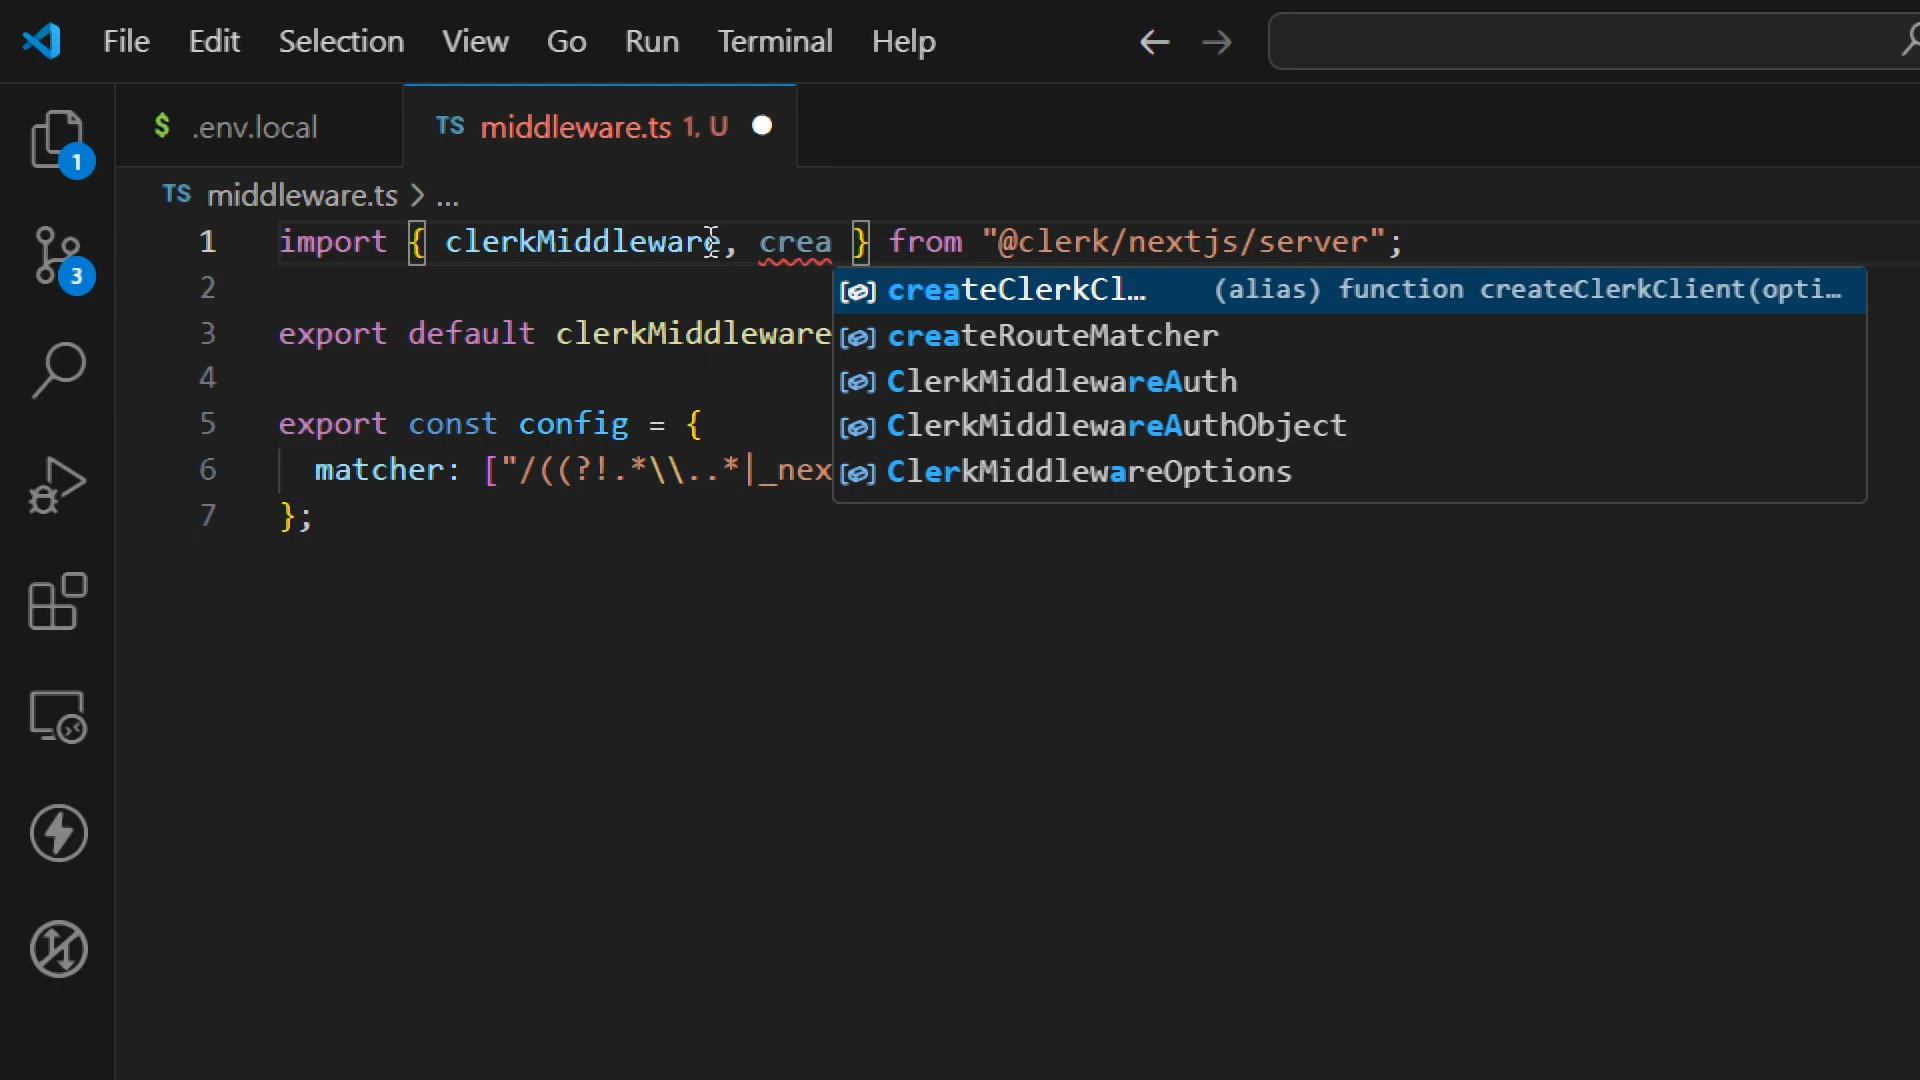 File Edit Selection View Go Run Terminal Help
$ .env.local TS middleware.ts 1, U
TS middleware.ts > ...
1 import { clerkMiddleware, crea } from "@clerk/nextjs/server";
2
3 export default clerkMiddleware
4
5 export const config = {
6 matcher: ["/((?!.*\\..*|_nex
7 };
createClerkCl… (alias) function createClerkClient(opti…
createRouteMatcher
ClerkMiddlewareAuth
ClerkMiddlewareAuthObject
ClerkMiddlewareOptions
1
3